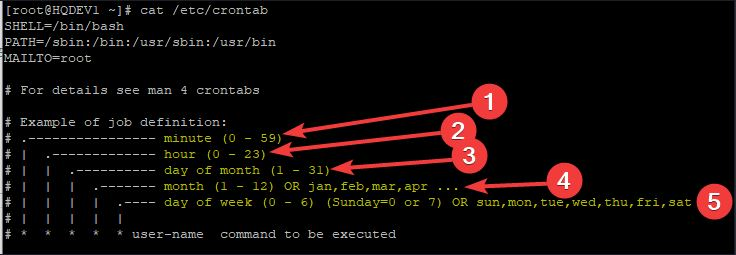 [root@HQDEV1 ~]# cat /etc/crontab
SHELL=/bin/bash
PATH=/sbin:/bin:/usr/sbin:/usr/bin
MAILTO=root

# For details see man 4 crontabs

# Example of job definition:
# .---------------- minute (0 - 59) 1
# |  .------------- hour (0 - 23) 2
# |  |  .---------- day of month (1 - 31) 3
# |  |  |  .------- month (1 - 12) OR jan,feb,mar,apr ... 4
# |  |  |  |  .---- day of week (0 - 6) (Sunday=0 or 7) OR sun,mon,tue,wed,thu,fri,sat 5
# |  |  |  |  |
# *  *  *  *  * user-name  command to be executed